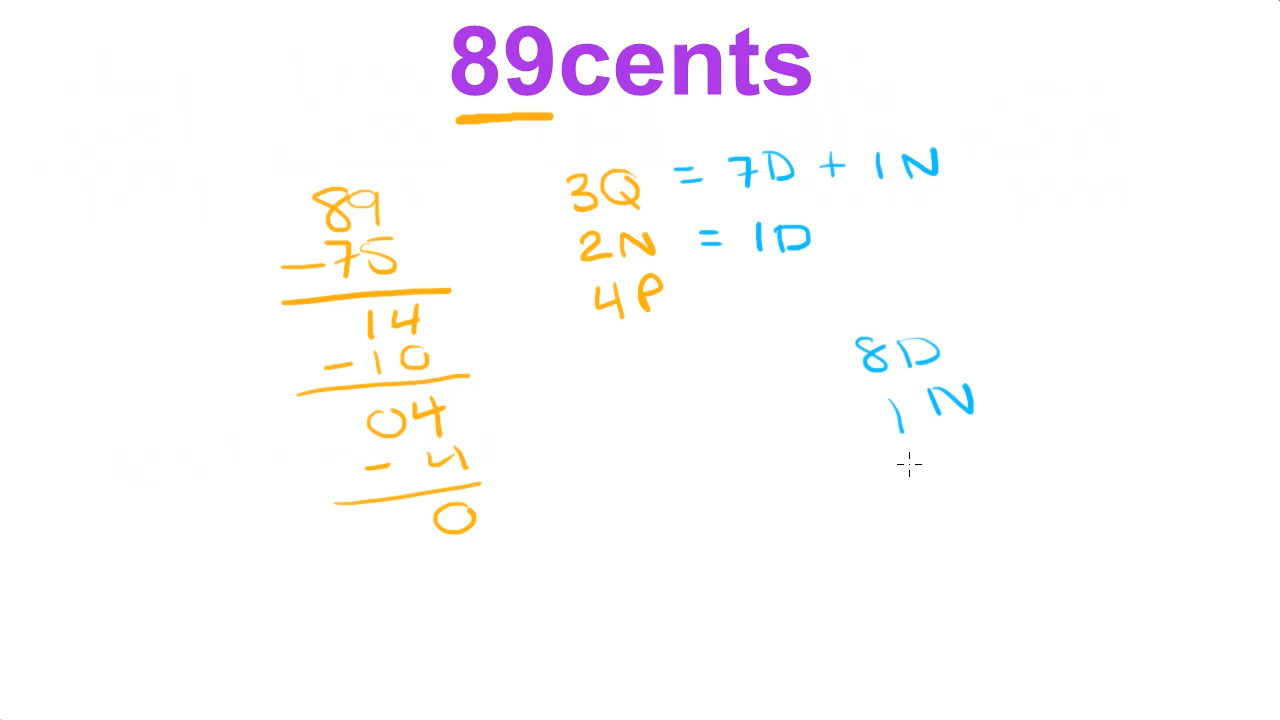 89cents
89
-75
14
-10
04
- 4
0
3Q = 7D + 1N
2N = 1D
4P
8D
1N